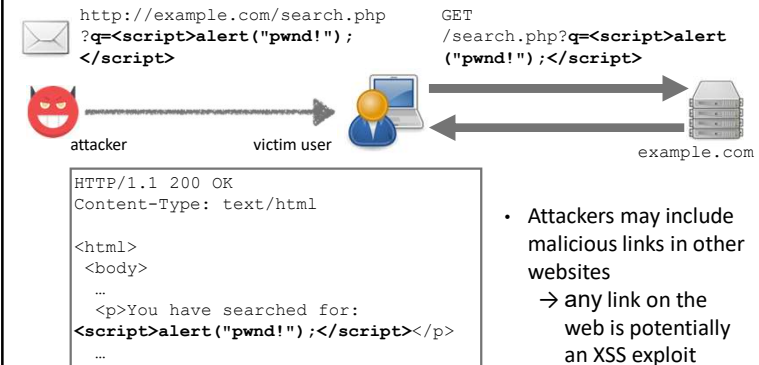 http://example.com/search.php
?q=<script>alert("pwnd!");
</script>
GET
/search.php?q=<script>alert
("pwnd!");</script>
attacker
victim user
example.com
HTTP/1.1 200 OK
Content-Type: text/html
<html>
<body>
…
<p>You have searched for:
<script>alert("pwnd!");</script></p>
…
• Attackers may include
malicious links in other
websites
→ any link on the
web is potentially
an XSS exploit